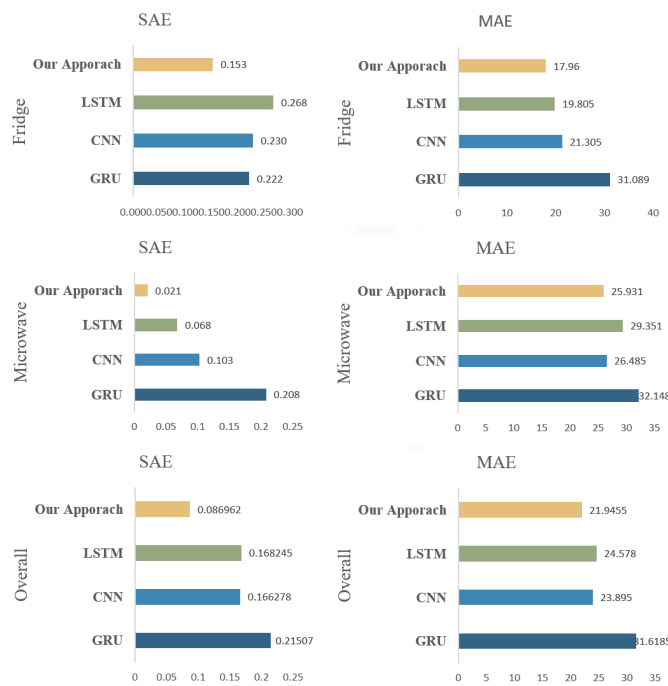 SAE
Fridge
Our Apporach
0.153
LSTM
0.268
CNN
0.230
GRU
0.222
0.0000.0500.1000.1500.2000.2500.300
MAE
Fridge
Our Apporach
17.96
LSTM
19.805
CNN
21.305
GRU
31.089
0 10 20 30 40
SAE
Microwave
Our Apporach
0.021
LSTM
0.068
CNN
0.103
GRU
0.208
0 0.05 0.1 0.15 0.2 0.25
MAE
Microwave
Our Apporach
25.931
LSTM
29.351
CNN
26.485
GRU
32.148
0 5 10 15 20 25 30 35
SAE
Overall
Our Apporach
0.086962
LSTM
0.168245
CNN
0.166278
GRU
0.21507
0 0.05 0.1 0.15 0.2 0.25
MAE
Overall
Our Apporach
21.9455
LSTM
24.578
CNN
23.895
GRU
31.6185
0 5 10 15 20 25 30 35